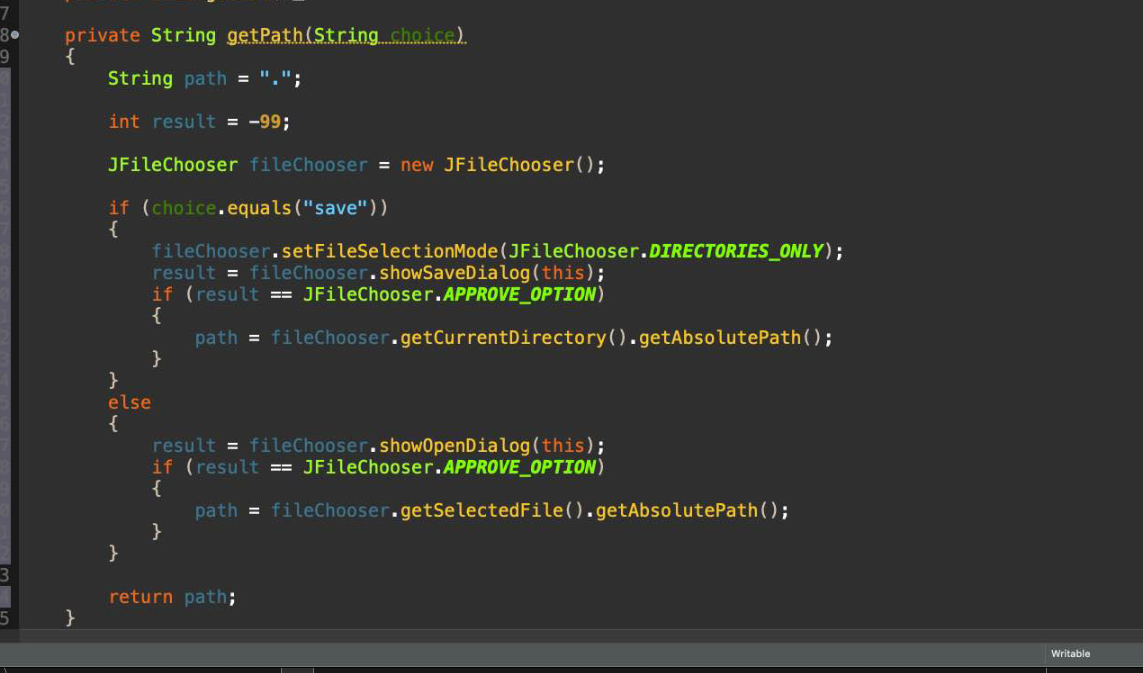 7
8 private String getPath(String choice)
9 {
String path = ".";
int result = -99;
JFileChooser fileChooser = new JFileChooser();
if (choice.equals("save"))
{
fileChooser.setFileSelectionMode(JFileChooser.DIRECTORIES_ONLY);
result = fileChooser.showSaveDialog(this);
if (result == JFileChooser.APPROVE_OPTION)
{
path = fileChooser.getCurrentDirectory().getAbsolutePath();
}
}
else
{
result = fileChooser.showOpenDialog(this);
if (result == JFileChooser.APPROVE_OPTION)
{
path = fileChooser.getSelectedFile().getAbsolutePath();
}
}
3
return path;
5 }
Writable